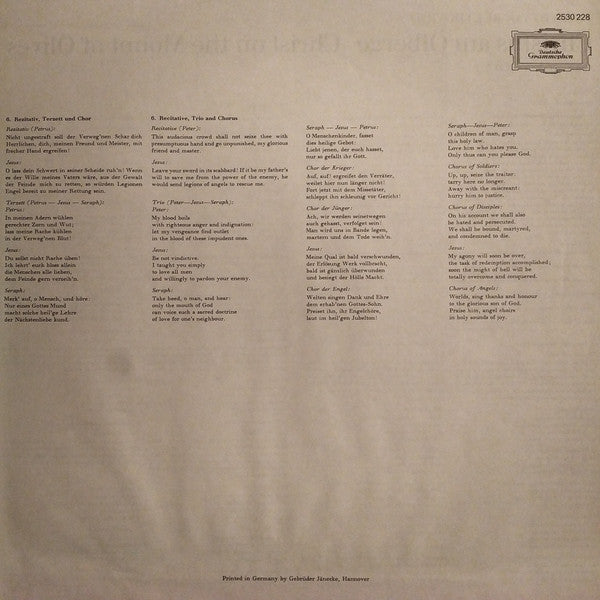 2530 228
Deutsche
Grammophon
6. Rezitativ, Terzett und Chor
Rezitativ (Petrus):
Nicht ungestraft soll der Verweg'nen Schar dich
Herrlichen, dich, meinen Freund und Meister, mit
frecher Hand ergreifen!
Jesus:
O lass dein Schwert in seiner Scheide ruh'n! Wenn
es der Wille meines Vaters wäre, aus der Gewalt
der Feinde mich zu retten, so würden Legionen
Engel bereit zu meiner Rettung sein.
Terzett (Petrus — Jesus — Seraph):
Petrus:
In meinen Adern wühlen
gerechter Zorn und Wut;
lass meine Rache kühlen
in der Verweg'nen Blut!
Jesus:
Du sollst nicht Rache üben!
Ich lehrt' euch bloss allein
die Menschen alle lieben,
dem Feinde gern verzeih'n.
Seraph:
Merk' auf, o Mensch, und höre:
Nur eines Gottes Mund
macht solche heil'ge Lehre
der Nächstenliebe kund.
6. Recitative, Trio and Chorus
Recitative (Peter):
This audacious crowd shall not seize thee with
presumptuous hand and go unpunished, my glorious
friend and master.
Jesus:
Leave your sword in its scabbard! If it be my father's
will to save me from the power of the enemy, he
would send legions of angels to rescue me.
Trio (Peter—Jesus—Seraph):
Peter:
My blood boils
with righteous anger and indignation:
let my vengeance find outlet
in the blood of these impudent ones.
Jesus:
Be not vindictive.
I taught you simply
to love all men
and willingly to pardon your enemy.
Seraph:
Take heed, o man, and hear:
only the mouth of God
can voice such a sacred doctrine
of love for one's neighbour.
Seraph — Jesus — Petrus:
O Menschenkinder, fasset
dies heilige Gebot:
Liebt jenen, der euch hasset,
nur so gefallt ihr Gott.
Chor der Krieger:
Auf, auf! ergreifet den Verräter,
weilet hier nun länger nicht!
Fort jetzt mit dem Missetäter,
schleppt ihn schleunig vor Gericht!
Chor der Jünger:
Ach, wir werden seinetwegen
auch gehasst, verfolget sein!
Man wird uns in Bande legen,
martern und dem Tode weih'n.
Jesus:
Meine Qual ist bald verschwunden,
der Erlösung Werk vollbracht,
bald ist gänzlich überwunden
und besiegt der Hölle Macht.
Chor der Engel:
Welten singen Dank und Ehre
dem erhab'nen Gottes-Sohn.
Preiset ihn, ihr Engelchöre,
laut im heil'gen Jubelton!
Seraph—Jesus—Peter:
O children of man, grasp
this holy law.
Love him who hates you.
Only thus can you please God.
Chorus of Soldiers:
Up, up, seize the traitor:
tarry here no longer.
Away with the miscreant:
hurry him to justice.
Chorus of Disciples:
On his account we shall also
be hated and persecuted.
We shall be bound, martyred,
and condemned to die.
Jesus:
My agony will soon be over,
the task of redemption accomplished;
soon the might of hell will be
totally overcome and conquered.
Chorus of Angels:
Worlds, sing thanks and honour
to the glorious son of God.
Praise him, angel choirs
in holy sounds of joy.
Printed in Germany by Gebrüder Jänecke, Hannover